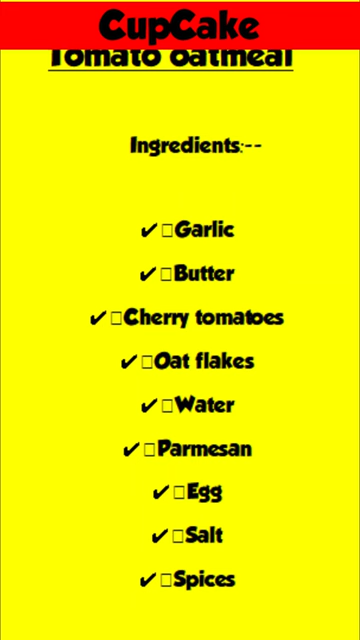 CupCake
Tomato oatmeal
Ingredients:--
✔□Garlic
✔□Butter
✔□Cherry tomatoes
✔□Oat flakes
✔□Water
✔□Parmesan
✔□Egg
✔□Salt
✔□Spices